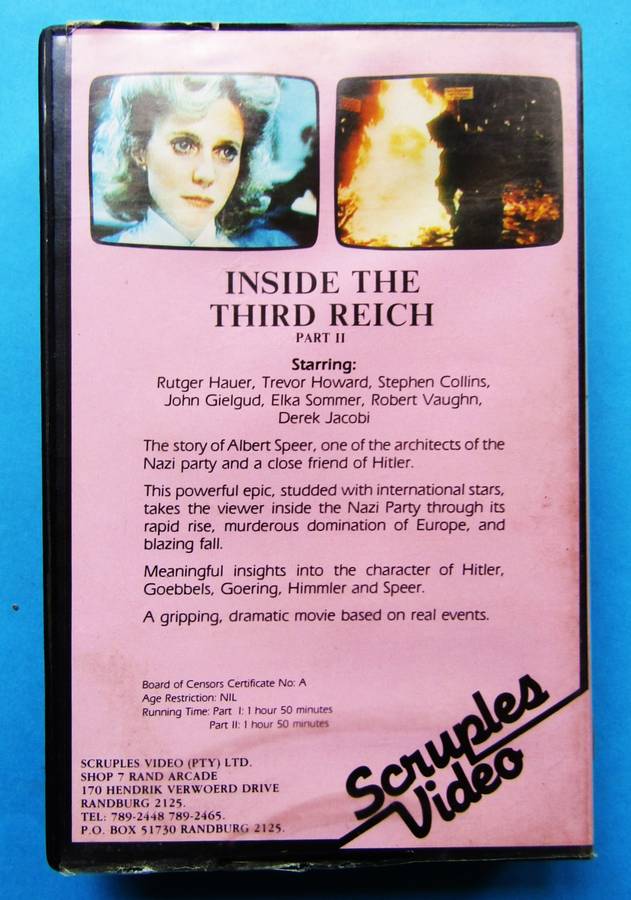 INSIDE THE
THIRD REICH
PART II
Starring:
Rutger Hauer, Trevor Howard, Stephen Collins,
John Gielgud, Elka Sommer, Robert Vaughn,
Derek Jacobi
The story of Albert Speer, one of the architects of the
Nazi party and a close friend of Hitler.
This powerful epic, studded with international stars,
takes the viewer inside the Nazi Party through its
rapid rise, murderous domination of Europe, and
blazing fall.
Meaningful insights into the character of Hitler,
Goebbels, Goering, Himmler and Speer.
A gripping, dramatic movie based on real events.
Board of Censors Certificate No: A
Age Restriction: NIL
Running Time: Part I: 1 hour 50 minutes
Part II: 1 hour 50 minutes
SCRUPLES VIDEO (PTY) LTD.
SHOP 7 RAND ARCADE
170 HENDRIK VERWOERD DRIVE
RANDBURG 2125.
TEL: 789-2448 789-2465.
P.O. BOX 51730 RANDBURG 2125.
Scruples
Video